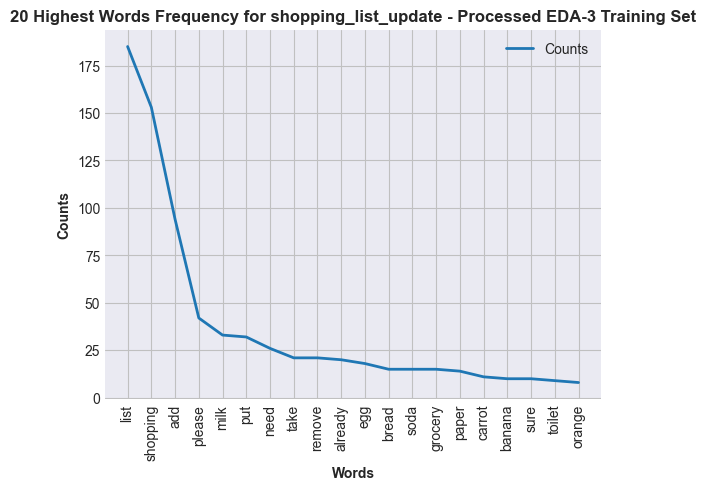 20 Highest Words Frequency for shopping_list_update - Processed EDA-3 Training Set
Counts
175
150
125
100
75
50
25
0
Counts
list
shopping
add
please
milk
put
need
take
remove
already
egg
bread
soda
grocery
paper
carrot
banana
sure
toilet
orange
Words